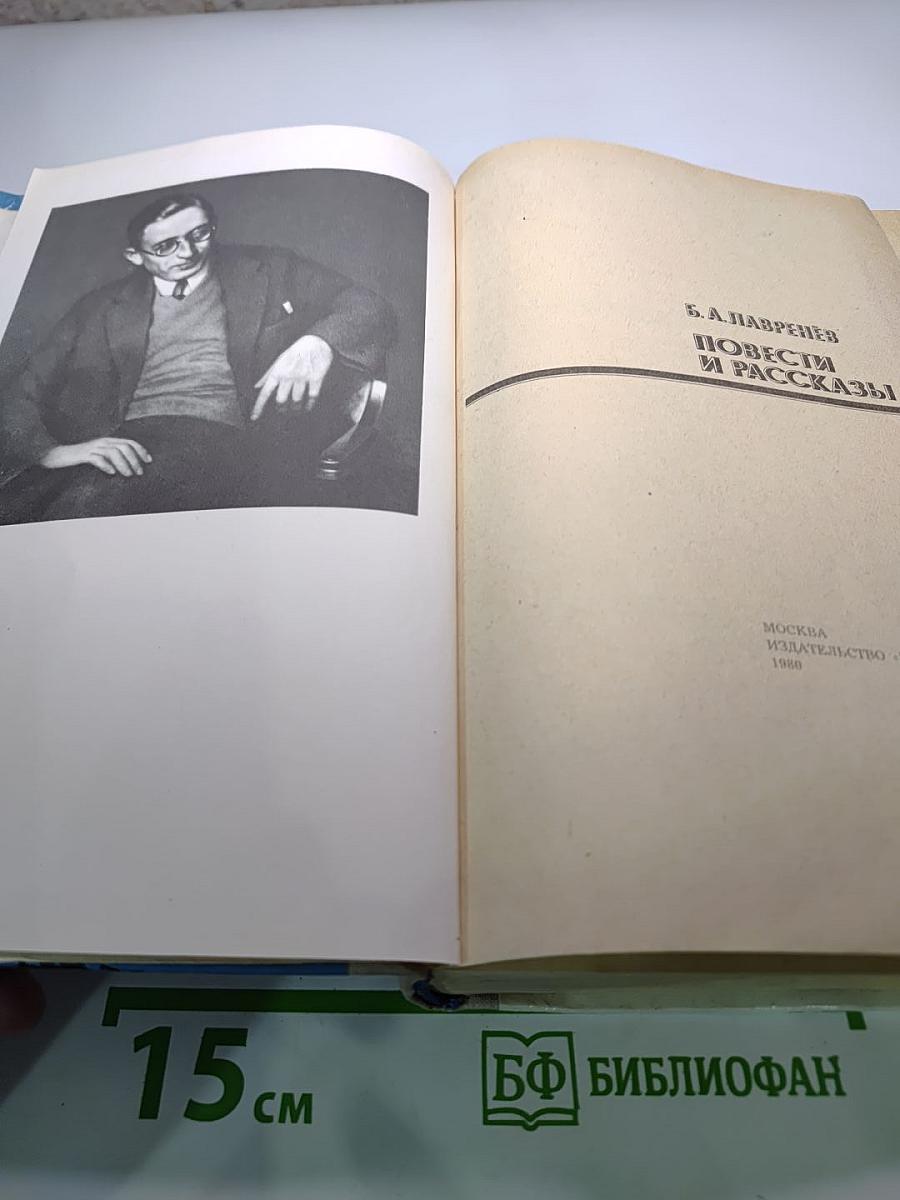 Б.А.ЛАВРЕНЁВ
ПОВЕСТИ
И РАССКАЗЫ
МОСКВА
ИЗДАТЕЛЬСТВО
1980
15 см
БФ БИБЛИОФАН